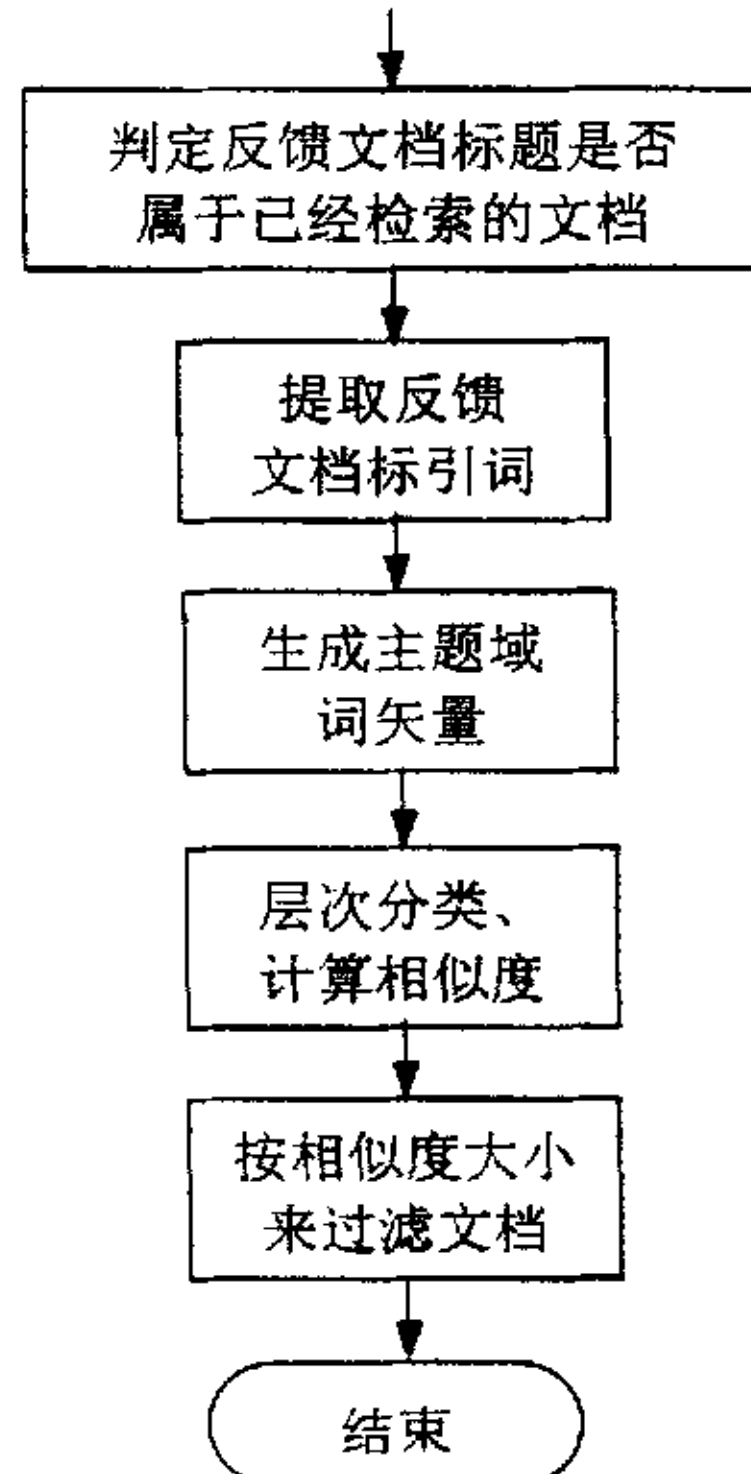 判定反馈文档标题是否
属于已经检索的文档
提取反馈
文档标引词
生成主题域
词矢量
层次分类、
计算相似度
按相似度大小
来过滤文档
结束